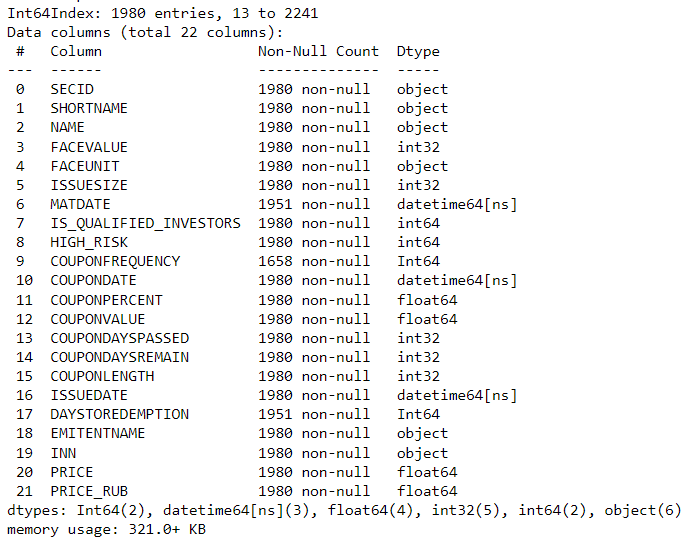 Int64Index: 1980 entries, 13 to 2241
Data columns (total 22 columns):
 #   Column                  Non-Null Count  Dtype
---  ------                  --------------  -----
 0   SECID                   1980 non-null   object
 1   SHORTNAME               1980 non-null   object
 2   NAME                    1980 non-null   object
 3   FACEVALUE               1980 non-null   int32
 4   FACEUNIT                1980 non-null   object
 5   ISSUESIZE               1980 non-null   int32
 6   MATDATE                 1951 non-null   datetime64[ns]
 7   IS_QUALIFIED_INVESTORS  1980 non-null   int64
 8   HIGH_RISK               1980 non-null   int64
 9   COUPONFREQUENCY         1658 non-null   Int64
 10  COUPONDATE              1980 non-null   datetime64[ns]
 11  COUPONPERCENT           1980 non-null   float64
 12  COUPONVALUE             1980 non-null   float64
 13  COUPONDAYSPASSED        1980 non-null   int32
 14  COUPONDAYSREMAIN        1980 non-null   int32
 15  COUPONLENGTH            1980 non-null   int32
 16  ISSUEDATE               1980 non-null   datetime64[ns]
 17  DAYSTOREDEMPTION        1951 non-null   Int64
 18  EMITENTNAME             1980 non-null   object
 19  INN                     1980 non-null   object
 20  PRICE                   1980 non-null   float64
 21  PRICE_RUB               1980 non-null   float64
dtypes: Int64(2), datetime64[ns](3), float64(4), int32(5), int64(2), object(6)
memory usage: 321.0+ KB